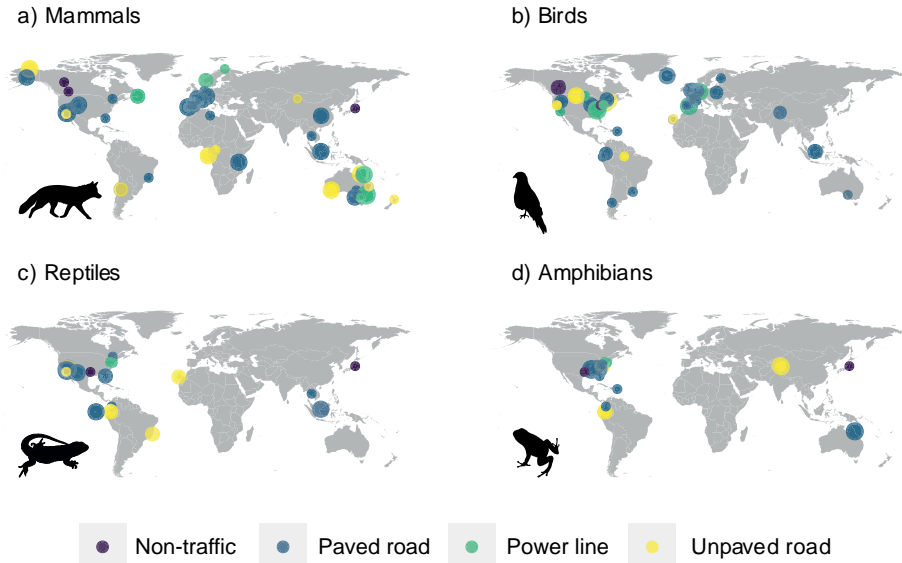 a) Mammals
b) Birds
c) Reptiles
d) Amphibians
Non-traffic Paved road Power line Unpaved road